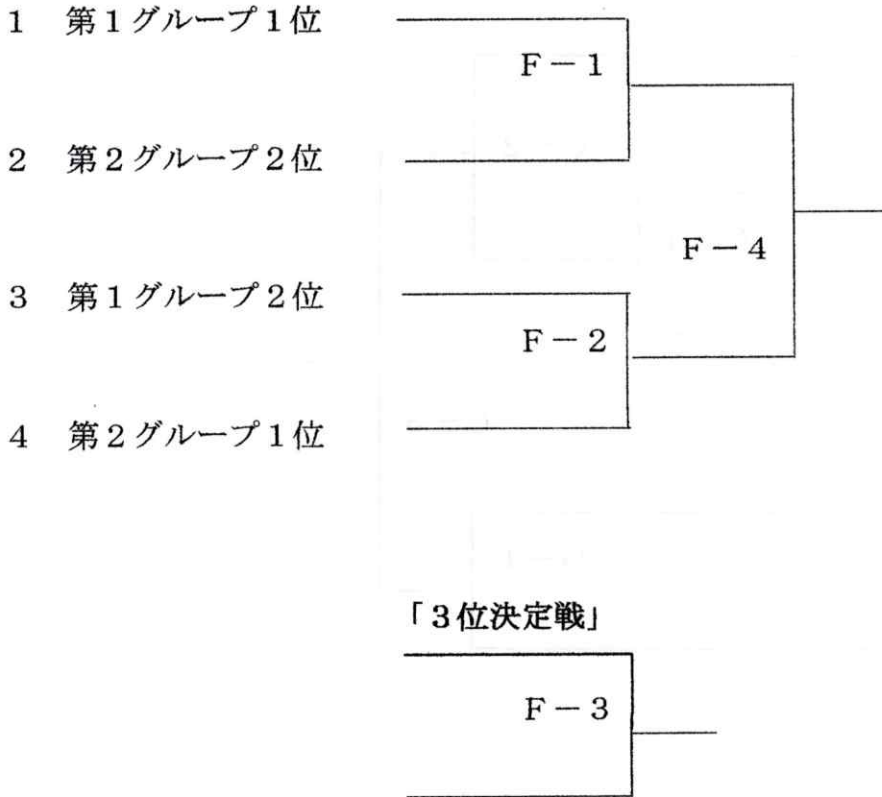 1 第1グループ1位
F－1
2 第2グループ2位
F－4
3 第1グループ2位
F－2
4 第2グループ1位
「3位決定戦」
F－3